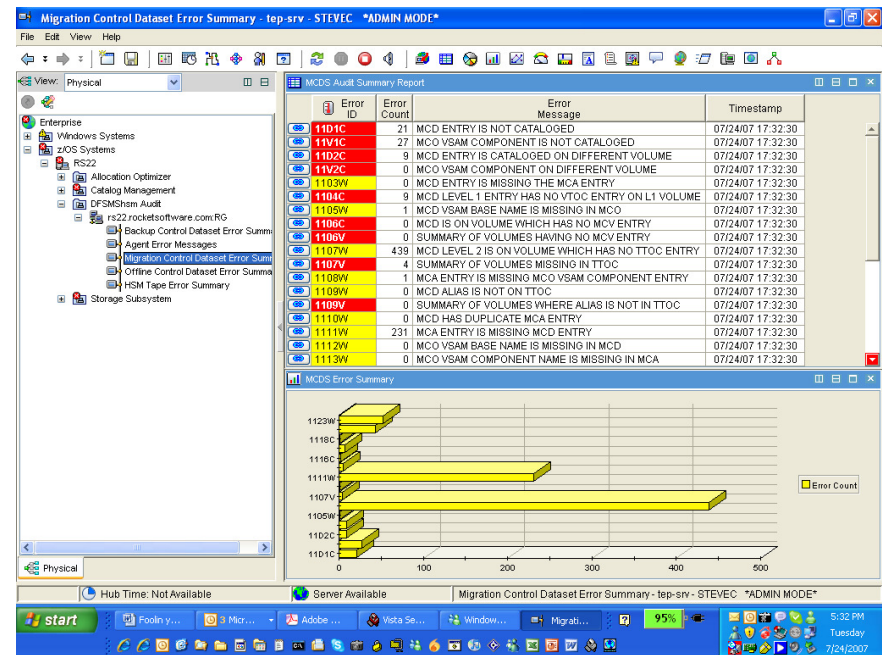 Migration Control Dataset Error Summary - tep-srv - STEVEC *ADMIN MODE*
File Edit View Help
View: Physical
Enterprise
Windows Systems
z/OS Systems
RS22
Allocation Optimizer
Catalog Management
DFSMShsm Audit
rs22.rocketsoftware.com:RG
Backup Control Dataset Error Summ
Agent Error Messages
Migration Control Dataset Error Sum
Offline Control Dataset Error Summa
HSM Tape Error Summary
Storage Subsystem
Physical
MCDS Audit Summary Report
Error ID Error Count Error Message Timestamp
11D1C 21 MCD ENTRY IS NOT CATALOGED 07/24/07 17:32:30
11V1C 27 MCO VSAM COMPONENT IS NOT CATALOGED 07/24/07 17:32:30
11D2C 9 MCD ENTRY IS CATALOGED ON DIFFERENT VOLUME 07/24/07 17:32:30
11V2C 0 MCO VSAM COMPONENT ON DIFFERENT VOLUME 07/24/07 17:32:30
1103W 0 MCD ENTRY IS MISSING THE MCA ENTRY 07/24/07 17:32:30
1104C 9 MCD LEVEL 1 ENTRY HAS NO VTOC ENTRY ON L1 VOLUME 07/24/07 17:32:30
1105W 1 MCD VSAM BASE NAME IS MISSING IN MCO 07/24/07 17:32:30
1106C 0 MCD IS ON VOLUME WHICH HAS NO MCV ENTRY 07/24/07 17:32:30
1106V 0 SUMMARY OF VOLUMES HAVING NO MCV ENTRY 07/24/07 17:32:30
1107W 439 MCD LEVEL 2 IS ON VOLUME WHICH HAS NO TTOC ENTRY 07/24/07 17:32:30
1107V 4 SUMMARY OF VOLUMES MISSING IN TTOC 07/24/07 17:32:30
1108W 1 MCA ENTRY IS MISSING MCO VSAM COMPONENT ENTRY 07/24/07 17:32:30
1109W 0 MCD ALIAS IS NOT ON TTOC 07/24/07 17:32:30
1109V 0 SUMMARY OF VOLUMES WHERE ALIAS IS NOT IN TTOC 07/24/07 17:32:30
1110W 0 MCD HAS DUPLICATE MCA ENTRY 07/24/07 17:32:30
1111W 231 MCA ENTRY IS MISSING MCD ENTRY 07/24/07 17:32:30
1112W 0 MCO VSAM BASE NAME IS MISSING IN MCD 07/24/07 17:32:30
1113W 0 MCO VSAM COMPONENT NAME IS MISSING IN MCA 07/24/07 17:32:30
MCDS Error Summary
1123W
1118C
1116C
1111W
1107V
1105W
11D2C
11D1C
0 100 200 300 400 500
Error Count
Hub Time: Not Available
Server Available
Migration Control Dataset Error Summary - tep-srv - STEVEC *ADMIN MODE*
start
Foolin y...
3 Micr...
Adobe ...
Vista Se...
Window...
Migrati...
95%
5:32 PM
Tuesday
7/24/2007